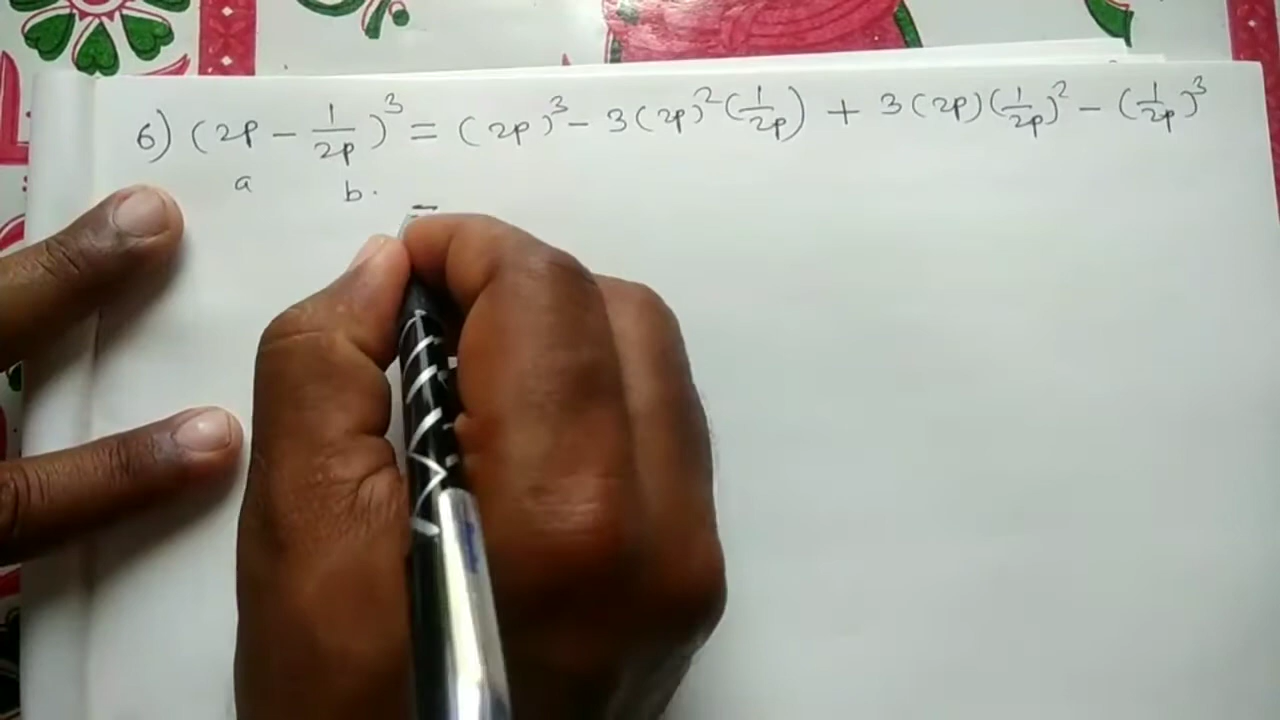 6) (2p - 1/2p)³ = (2p)³ - 3(2p)²(1/2p) + 3(2p)(1/2p)² - (1/2p)³
a b.
=